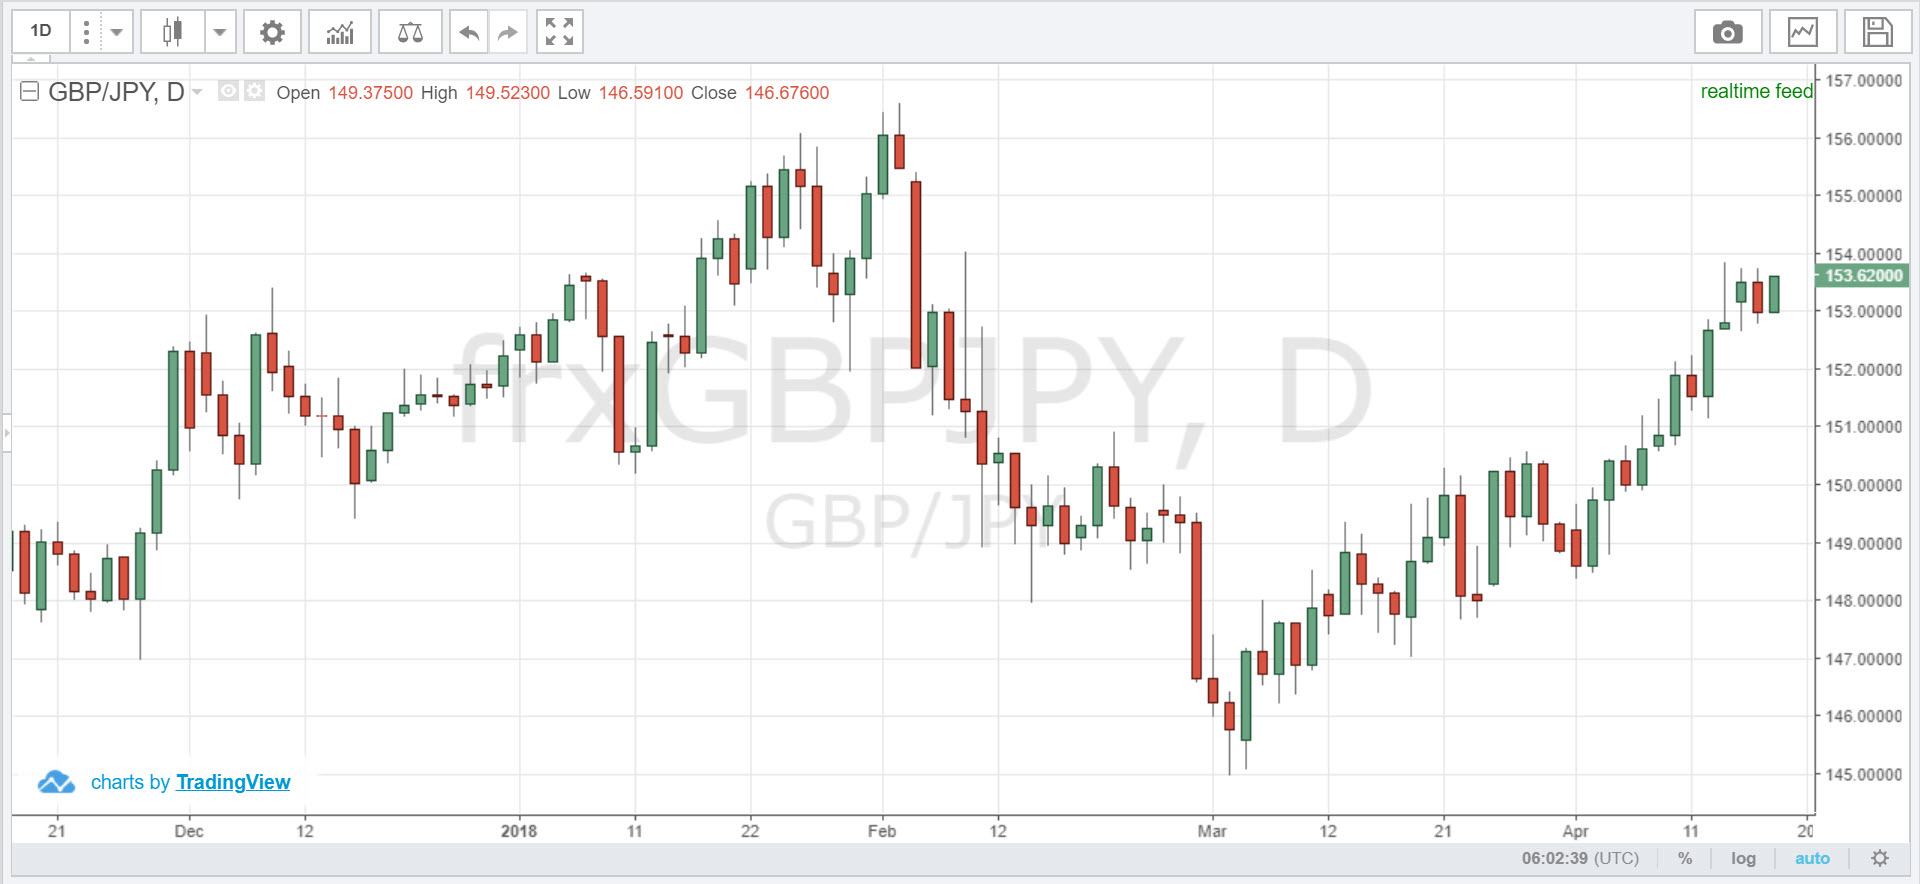 1D
GBP/JPY, D Open 149.37500 High 149.52300 Low 146.59100 Close 146.67600
realtime feed
157.00000
156.00000
155.00000
154.00000
153.62000
153.00000
152.00000
151.00000
150.00000
149.00000
148.00000
147.00000
146.00000
145.00000
frxGBPJPY, D
GBP/JPY
charts by TradingView
21 Dec 12 2018 11 22 Feb 12 Mar 12 21 Apr 11 20
06:02:39 (UTC) % log auto